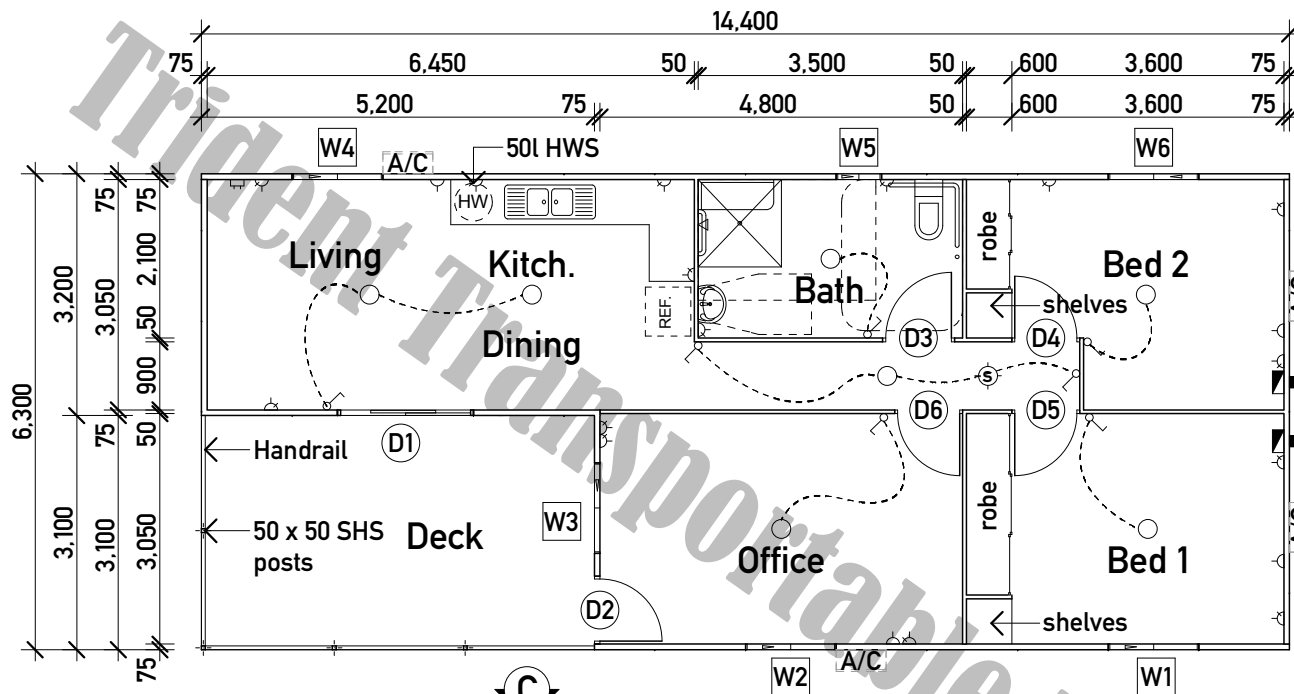 14,400
75 6,450 50 3,500 50 600 3,600 75
5,200 75 4,800 50 600 3,600 75
W4 A/C 50l HWS W5 W6
6,300
3,200 3,100
75 3,050 75 3,100
75 2,100 50 900 50 3,050 75
HW
Living Kitch. Bath robe Bed 2
shelves
REF.
Dining
D3 D4
S
D6 D5
D1
Handrail
W3
50 x 50 SHS
posts
Deck
Office
robe
Bed 1
D2
shelves
A/C
W2 W1
C
Trident Transportable